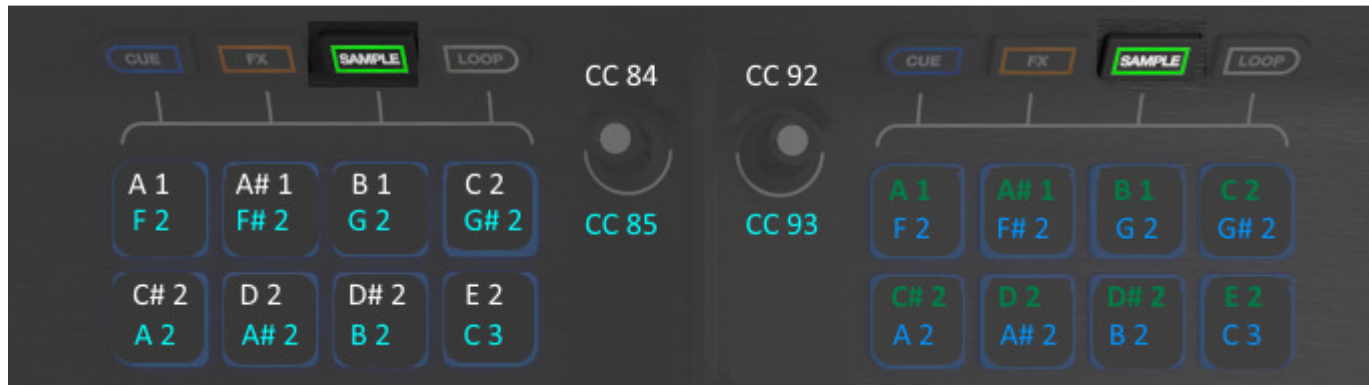 CUE FX SAMPLE LOOP CUE FX SAMPLE LOOP
CC 84 CC 92
A 1 A# 1 B 1 C 2 A 1 A# 1 B 1 C 2
F 2 F# 2 G 2 G# 2 CC 85 CC 93 F 2 F# 2 G 2 G# 2
C# 2 D 2 D# 2 E 2 C# 2 D 2 D# 2 E 2
A 2 A# 2 B 2 C 3 A 2 A# 2 B 2 C 3